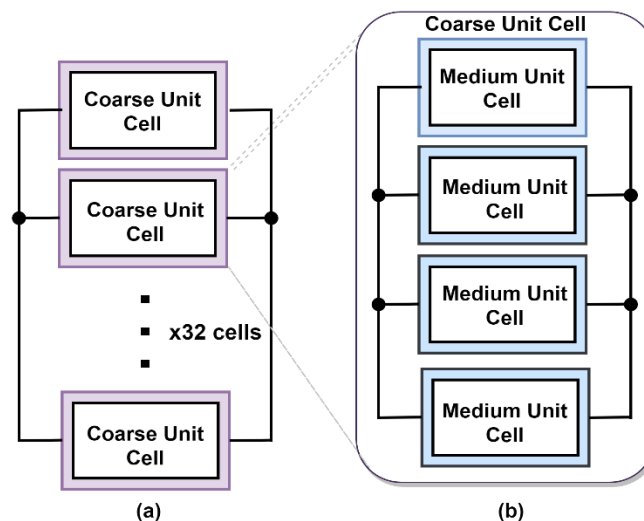 Coarse Unit
Cell
Coarse Unit
Cell
x32 cells
Coarse Unit
Cell
(a)
Coarse Unit Cell
Medium Unit
Cell
Medium Unit
Cell
Medium Unit
Cell
Medium Unit
Cell
(b)